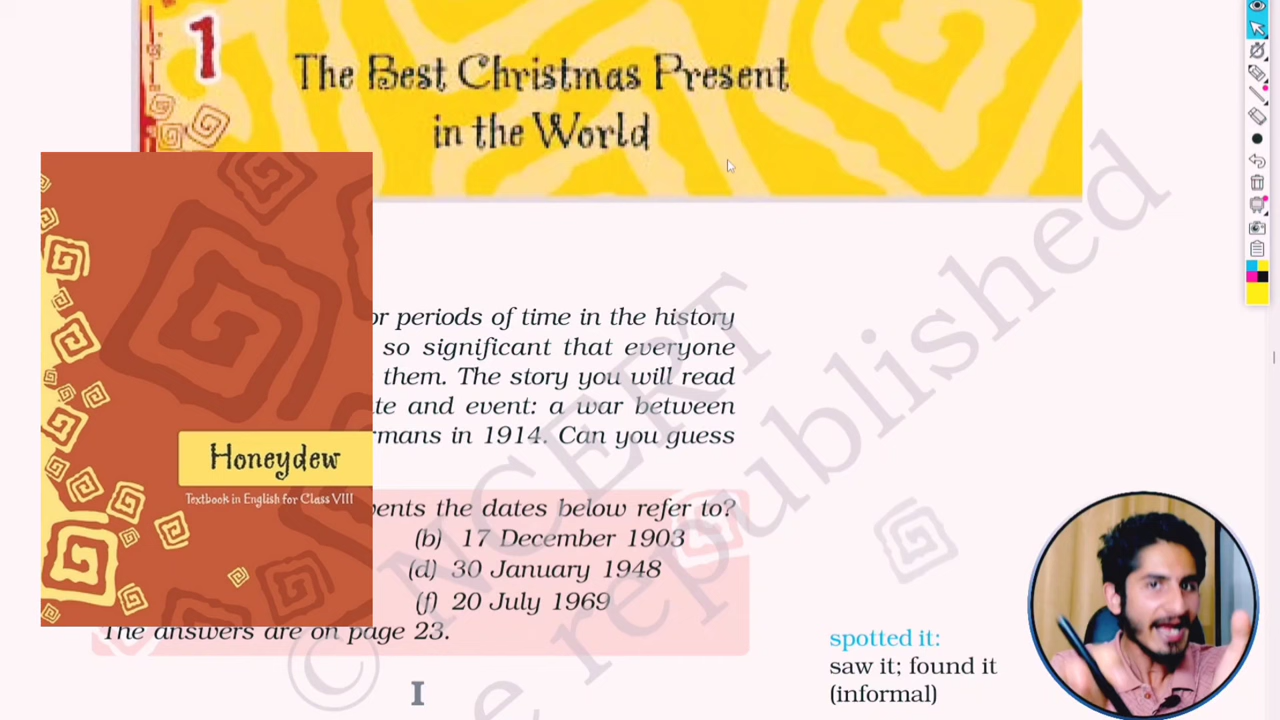 1
The Best Christmas Present
in the World
or periods of time in the history
so significant that everyone
them. The story you will read
te and event: a war between
rmans in 1914. Can you guess
Honeydew
Textbook in English for Class VIII
ents the dates below refer to?
(b) 17 December 1903
(d) 30 January 1948
(f) 20 July 1969
The answers are on page 23.
I
spotted it:
saw it; found it
(informal)
© NCERT
e republished